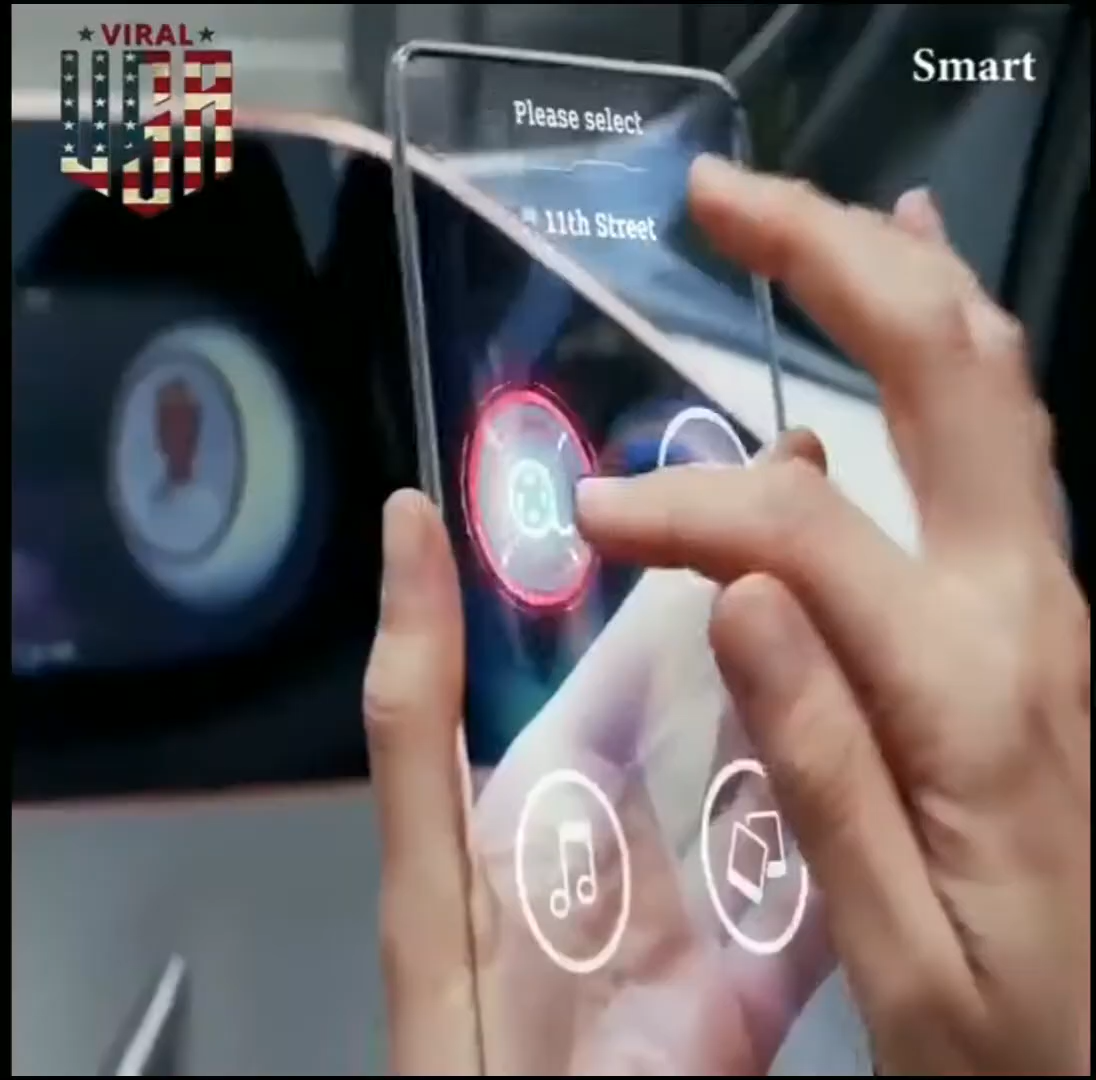 VIRAL
USA
Smart
Please select
11th Street